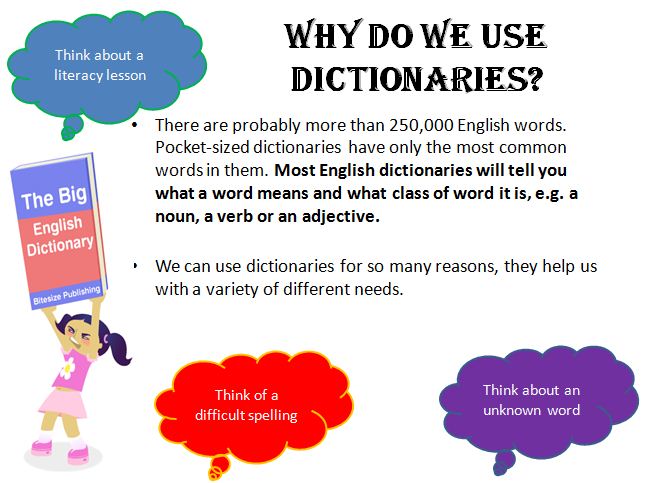 Think about a
literacy lesson
Why do we use
dictionaries?
• There are probably more than 250,000 English words.
Pocket-sized dictionaries have only the most common
words in them. Most English dictionaries will tell you
what a word means and what class of word it is, e.g. a
noun, a verb or an adjective.
• We can use dictionaries for so many reasons, they help us
with a variety of different needs.
The Big
English
Dictionary
Bitesize Publishing
Think of a
difficult spelling
Think about an
unknown word